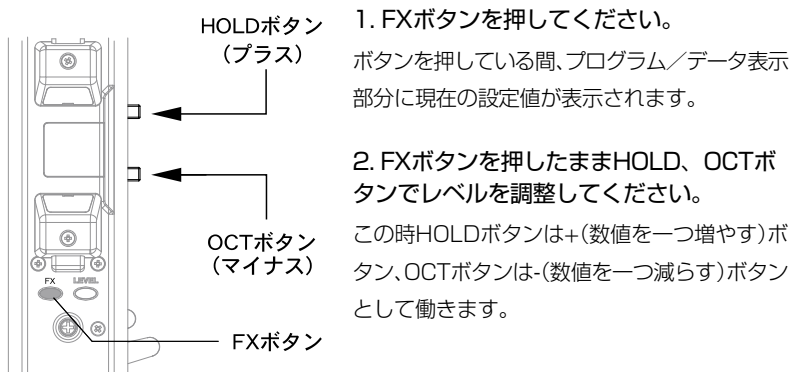 HOLDボタン
（プラス）
OCTボタン
（マイナス）
FX LEVEL
FXボタン
1. FXボタンを押してください。
ボタンを押している間、プログラム／データ表示
部分に現在の設定値が表示されます。
2. FXボタンを押したままHOLD、OCTボ
タンでレベルを調整してください。
この時HOLDボタンは+（数値を一つ増やす）ボ
タン、OCTボタンは-（数値を一つ減らす）ボタン
として働きます。